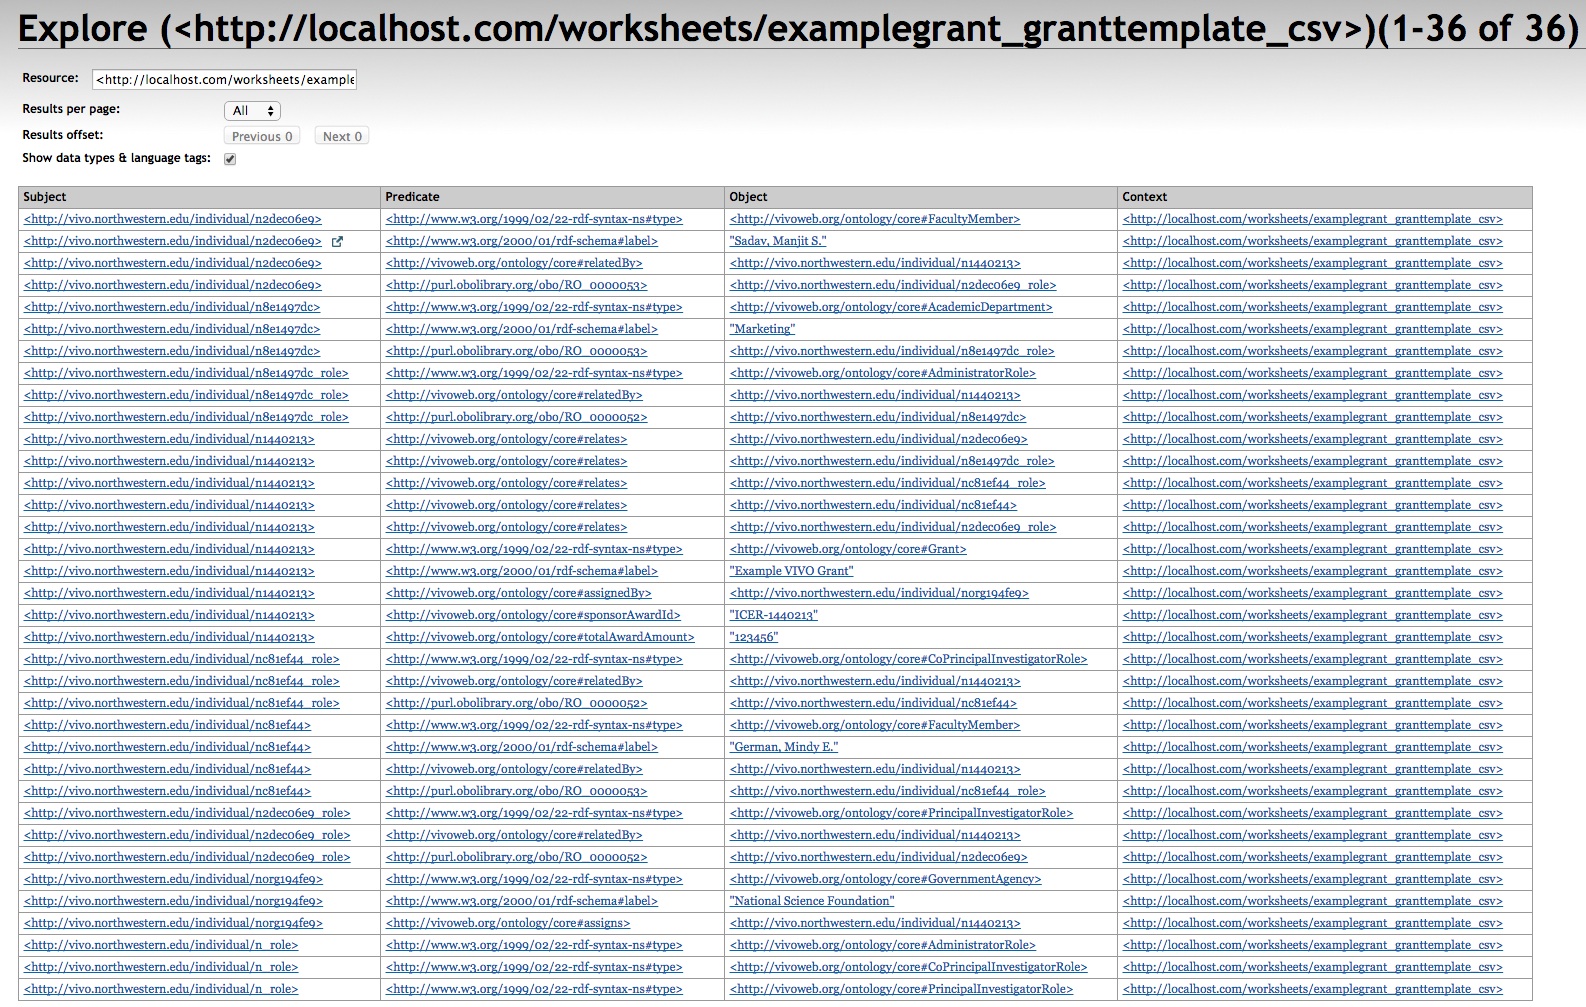 Explore (<http://localhost.com/worksheets/examplegrant_granttemplate_csv>)(1-36 of 36)
Resource: <http://localhost.com/worksheets/example
Results per page: All
Results offset: Previous 0 Next 0
Show data types & language tags:
Subject Predicate Object Context
<http://vivo.northwestern.edu/individual/n2dec06e9> <http://www.w3.org/1999/02/22-rdf-syntax-ns#type> <http://vivoweb.org/ontology/core#FacultyMember> <http://localhost.com/worksheets/examplegrant_granttemplate_csv>
<http://vivo.northwestern.edu/individual/n2dec06e9> <http://www.w3.org/2000/01/rdf-schema#label> "Sadav, Manjit S." <http://localhost.com/worksheets/examplegrant_granttemplate_csv>
<http://vivo.northwestern.edu/individual/n2dec06e9> <http://vivoweb.org/ontology/core#relatedBy> <http://vivo.northwestern.edu/individual/n1440213> <http://localhost.com/worksheets/examplegrant_granttemplate_csv>
<http://vivo.northwestern.edu/individual/n2dec06e9> <http://purl.obolibrary.org/obo/RO_0000053> <http://vivo.northwestern.edu/individual/n2dec06e9_role> <http://localhost.com/worksheets/examplegrant_granttemplate_csv>
<http://vivo.northwestern.edu/individual/n8e1497dc> <http://www.w3.org/1999/02/22-rdf-syntax-ns#type> <http://vivoweb.org/ontology/core#AcademicDepartment> <http://localhost.com/worksheets/examplegrant_granttemplate_csv>
<http://vivo.northwestern.edu/individual/n8e1497dc> <http://www.w3.org/2000/01/rdf-schema#label> "Marketing" <http://localhost.com/worksheets/examplegrant_granttemplate_csv>
<http://vivo.northwestern.edu/individual/n8e1497dc> <http://purl.obolibrary.org/obo/RO_0000053> <http://vivo.northwestern.edu/individual/n8e1497dc_role> <http://localhost.com/worksheets/examplegrant_granttemplate_csv>
<http://vivo.northwestern.edu/individual/n8e1497dc_role> <http://www.w3.org/1999/02/22-rdf-syntax-ns#type> <http://vivoweb.org/ontology/core#AdministratorRole> <http://localhost.com/worksheets/examplegrant_granttemplate_csv>
<http://vivo.northwestern.edu/individual/n8e1497dc_role> <http://vivoweb.org/ontology/core#relatedBy> <http://vivo.northwestern.edu/individual/n1440213> <http://localhost.com/worksheets/examplegrant_granttemplate_csv>
<http://vivo.northwestern.edu/individual/n8e1497dc_role> <http://purl.obolibrary.org/obo/RO_0000052> <http://vivo.northwestern.edu/individual/n8e1497dc> <http://localhost.com/worksheets/examplegrant_granttemplate_csv>
<http://vivo.northwestern.edu/individual/n1440213> <http://vivoweb.org/ontology/core#relates> <http://vivo.northwestern.edu/individual/n2dec06e9> <http://localhost.com/worksheets/examplegrant_granttemplate_csv>
<http://vivo.northwestern.edu/individual/n1440213> <http://vivoweb.org/ontology/core#relates> <http://vivo.northwestern.edu/individual/n8e1497dc_role> <http://localhost.com/worksheets/examplegrant_granttemplate_csv>
<http://vivo.northwestern.edu/individual/n1440213> <http://vivoweb.org/ontology/core#relates> <http://vivo.northwestern.edu/individual/nc81ef44_role> <http://localhost.com/worksheets/examplegrant_granttemplate_csv>
<http://vivo.northwestern.edu/individual/n1440213> <http://vivoweb.org/ontology/core#relates> <http://vivo.northwestern.edu/individual/nc81ef44> <http://localhost.com/worksheets/examplegrant_granttemplate_csv>
<http://vivo.northwestern.edu/individual/n1440213> <http://vivoweb.org/ontology/core#relates> <http://vivo.northwestern.edu/individual/n2dec06e9_role> <http://localhost.com/worksheets/examplegrant_granttemplate_csv>
<http://vivo.northwestern.edu/individual/n1440213> <http://www.w3.org/1999/02/22-rdf-syntax-ns#type> <http://vivoweb.org/ontology/core#Grant> <http://localhost.com/worksheets/examplegrant_granttemplate_csv>
<http://vivo.northwestern.edu/individual/n1440213> <http://www.w3.org/2000/01/rdf-schema#label> "Example VIVO Grant" <http://localhost.com/worksheets/examplegrant_granttemplate_csv>
<http://vivo.northwestern.edu/individual/n1440213> <http://vivoweb.org/ontology/core#assignedBy> <http://vivo.northwestern.edu/individual/norg194fe9> <http://localhost.com/worksheets/examplegrant_granttemplate_csv>
<http://vivo.northwestern.edu/individual/n1440213> <http://vivoweb.org/ontology/core#sponsorAwardId> "ICER-1440213" <http://localhost.com/worksheets/examplegrant_granttemplate_csv>
<http://vivo.northwestern.edu/individual/n1440213> <http://vivoweb.org/ontology/core#totalAwardAmount> "123456" <http://localhost.com/worksheets/examplegrant_granttemplate_csv>
<http://vivo.northwestern.edu/individual/nc81ef44_role> <http://www.w3.org/1999/02/22-rdf-syntax-ns#type> <http://vivoweb.org/ontology/core#CoPrincipalInvestigatorRole> <http://localhost.com/worksheets/examplegrant_granttemplate_csv>
<http://vivo.northwestern.edu/individual/nc81ef44_role> <http://vivoweb.org/ontology/core#relatedBy> <http://vivo.northwestern.edu/individual/n1440213> <http://localhost.com/worksheets/examplegrant_granttemplate_csv>
<http://vivo.northwestern.edu/individual/nc81ef44_role> <http://purl.obolibrary.org/obo/RO_0000052> <http://vivo.northwestern.edu/individual/nc81ef44> <http://localhost.com/worksheets/examplegrant_granttemplate_csv>
<http://vivo.northwestern.edu/individual/nc81ef44> <http://www.w3.org/1999/02/22-rdf-syntax-ns#type> <http://vivoweb.org/ontology/core#FacultyMember> <http://localhost.com/worksheets/examplegrant_granttemplate_csv>
<http://vivo.northwestern.edu/individual/nc81ef44> <http://www.w3.org/2000/01/rdf-schema#label> "German, Mindy E." <http://localhost.com/worksheets/examplegrant_granttemplate_csv>
<http://vivo.northwestern.edu/individual/nc81ef44> <http://vivoweb.org/ontology/core#relatedBy> <http://vivo.northwestern.edu/individual/n1440213> <http://localhost.com/worksheets/examplegrant_granttemplate_csv>
<http://vivo.northwestern.edu/individual/nc81ef44> <http://purl.obolibrary.org/obo/RO_0000053> <http://vivo.northwestern.edu/individual/nc81ef44_role> <http://localhost.com/worksheets/examplegrant_granttemplate_csv>
<http://vivo.northwestern.edu/individual/n2dec06e9_role> <http://www.w3.org/1999/02/22-rdf-syntax-ns#type> <http://vivoweb.org/ontology/core#PrincipalInvestigatorRole> <http://localhost.com/worksheets/examplegrant_granttemplate_csv>
<http://vivo.northwestern.edu/individual/n2dec06e9_role> <http://vivoweb.org/ontology/core#relatedBy> <http://vivo.northwestern.edu/individual/n1440213> <http://localhost.com/worksheets/examplegrant_granttemplate_csv>
<http://vivo.northwestern.edu/individual/n2dec06e9_role> <http://purl.obolibrary.org/obo/RO_0000052> <http://vivo.northwestern.edu/individual/n2dec06e9> <http://localhost.com/worksheets/examplegrant_granttemplate_csv>
<http://vivo.northwestern.edu/individual/norg194fe9> <http://www.w3.org/1999/02/22-rdf-syntax-ns#type> <http://vivoweb.org/ontology/core#GovernmentAgency> <http://localhost.com/worksheets/examplegrant_granttemplate_csv>
<http://vivo.northwestern.edu/individual/norg194fe9> <http://www.w3.org/2000/01/rdf-schema#label> "National Science Foundation" <http://localhost.com/worksheets/examplegrant_granttemplate_csv>
<http://vivo.northwestern.edu/individual/norg194fe9> <http://vivoweb.org/ontology/core#assigns> <http://vivo.northwestern.edu/individual/n1440213> <http://localhost.com/worksheets/examplegrant_granttemplate_csv>
<http://vivo.northwestern.edu/individual/n_role> <http://www.w3.org/1999/02/22-rdf-syntax-ns#type> <http://vivoweb.org/ontology/core#AdministratorRole> <http://localhost.com/worksheets/examplegrant_granttemplate_csv>
<http://vivo.northwestern.edu/individual/n_role> <http://www.w3.org/1999/02/22-rdf-syntax-ns#type> <http://vivoweb.org/ontology/core#CoPrincipalInvestigatorRole> <http://localhost.com/worksheets/examplegrant_granttemplate_csv>
<http://vivo.northwestern.edu/individual/n_role> <http://www.w3.org/1999/02/22-rdf-syntax-ns#type> <http://vivoweb.org/ontology/core#PrincipalInvestigatorRole> <http://localhost.com/worksheets/examplegrant_granttemplate_csv>